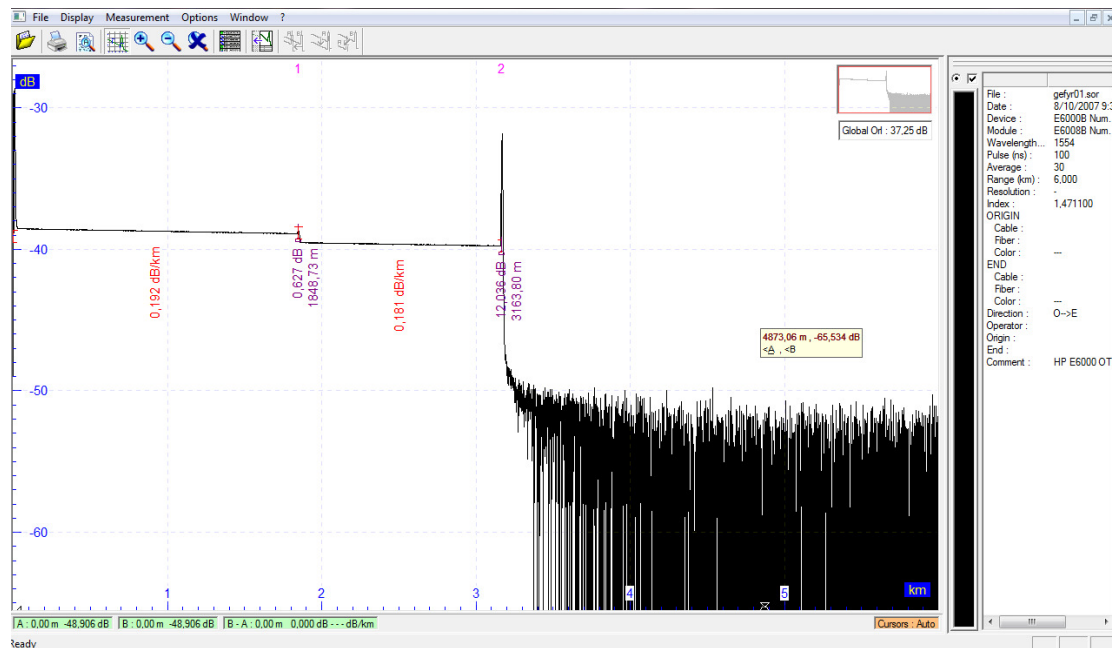 File Display Measurement Options Window ?
1 2
dB
-30
-40
-50
-60
Global Orl : 37,25 dB
0,192 dB/km
0,627 dB
1848,73 m
0,181 dB/km
12,036 dB
3163,80 m
4873,06 m , -65,534 dB
<A , <B
1 2 3 4 5 km
A : 0,00 m -48,906 dB B : 0,00 m -48,906 dB B - A : 0,00 m 0,000 dB --- dB/km Cursors : Auto
Ready
File : gefyr01.sor
Date : 8/10/2007 9:3
Device : E6000B Num.
Module : E6008B Num.
Wavelength... 1554
Pulse (ns) : 100
Average : 30
Range (km) : 6,000
Resolution : -
Index : 1,471100
ORIGIN
Cable :
Fiber :
Color : ---
END
Cable :
Fiber :
Color : ---
Direction : O-->E
Operator :
Origin :
End :
Comment : HP E6000 OT